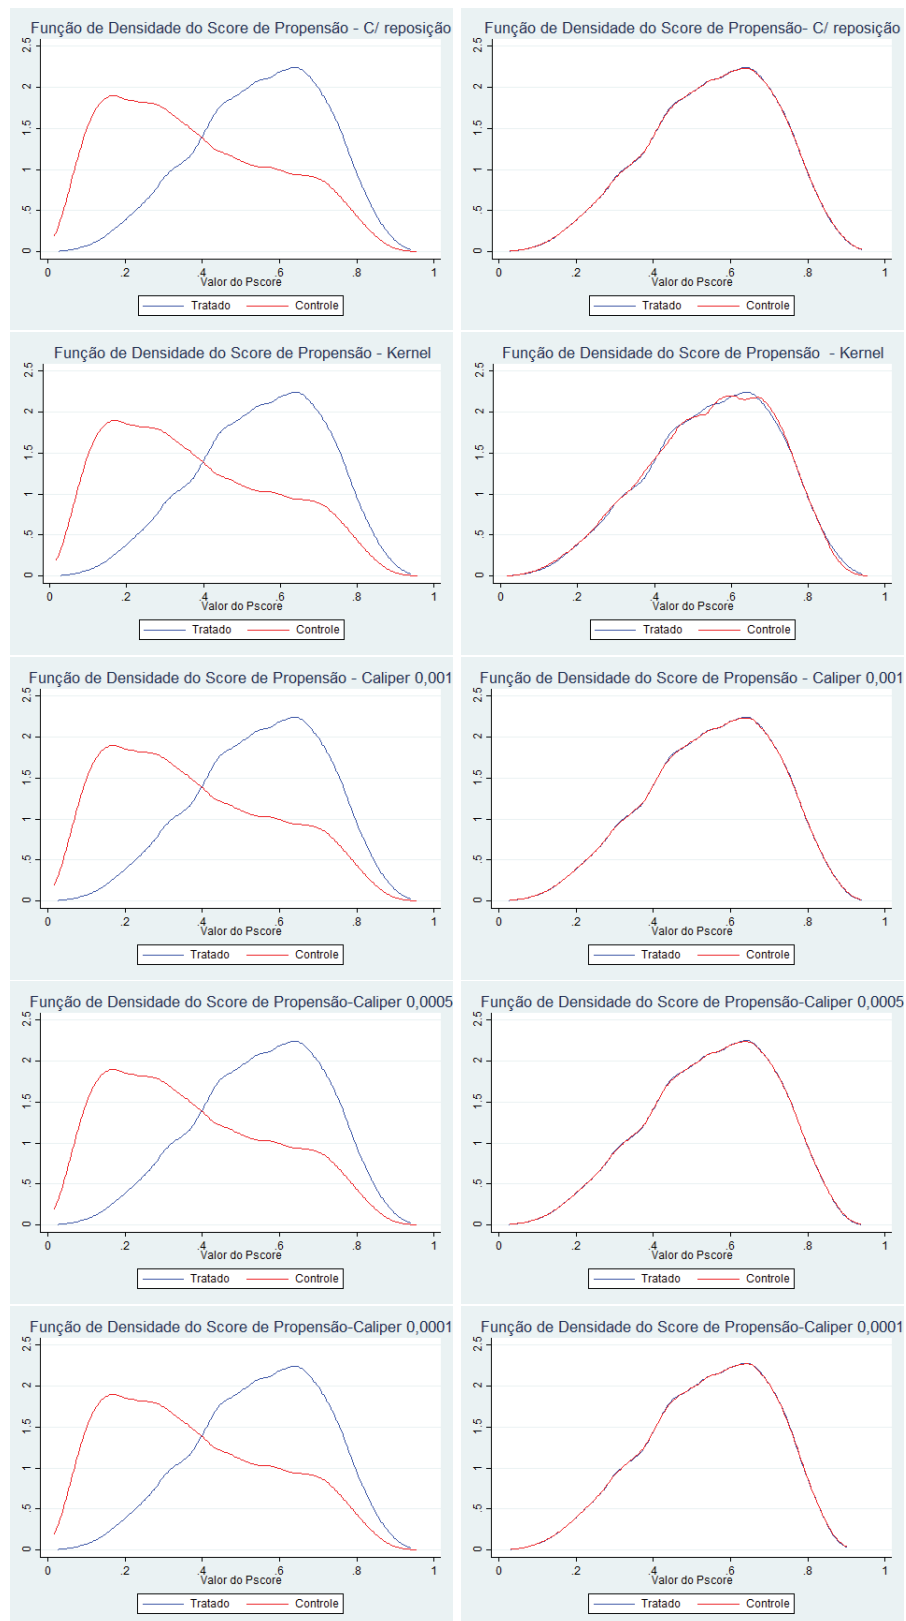 Função de Densidade do Score de Propensão - C/ reposição
2.5
2
1.5
1
.5
0
0 .2 .4 .6 .8 1
Valor do Pscore
Tratado Controle
Função de Densidade do Score de Propensão- C/ reposição
2.5
2
1.5
1
.5
0
0 .2 .4 .6 .8 1
Valor do Pscore
Tratado Controle
Função de Densidade do Score de Propensão - Kernel
2.5
2
1.5
1
.5
0
0 .2 .4 .6 .8 1
Valor do Pscore
Tratado Controle
Função de Densidade do Score de Propensão - Kernel
2.5
2
1.5
1
.5
0
0 .2 .4 .6 .8 1
Valor do Pscore
Tratado Controle
Função de Densidade do Score de Propensão - Caliper 0,001
2.5
2
1.5
1
.5
0
0 .2 .4 .6 .8 1
Valor do Pscore
Tratado Controle
Função de Densidade do Score de Propensão - Caliper 0,001
2.5
2
1.5
1
.5
0
0 .2 .4 .6 .8 1
Valor do Pscore
Tratado Controle
Função de Densidade do Score de Propensão-Caliper 0,0005
2.5
2
1.5
1
.5
0
0 .2 .4 .6 .8 1
Valor do Pscore
Tratado Controle
Função de Densidade do Score de Propensão-Caliper 0,0005
2.5
2
1.5
1
.5
0
0 .2 .4 .6 .8 1
Valor do Pscore
Tratado Controle
Função de Densidade do Score de Propensão-Caliper 0,0001
2.5
2
1.5
1
.5
0
0 .2 .4 .6 .8 1
Valor do Pscore
Tratado Controle
Função de Densidade do Score de Propensão-Caliper 0,0001
2.5
2
1.5
1
.5
0
0 .2 .4 .6 .8 1
Valor do Pscore
Tratado Controle